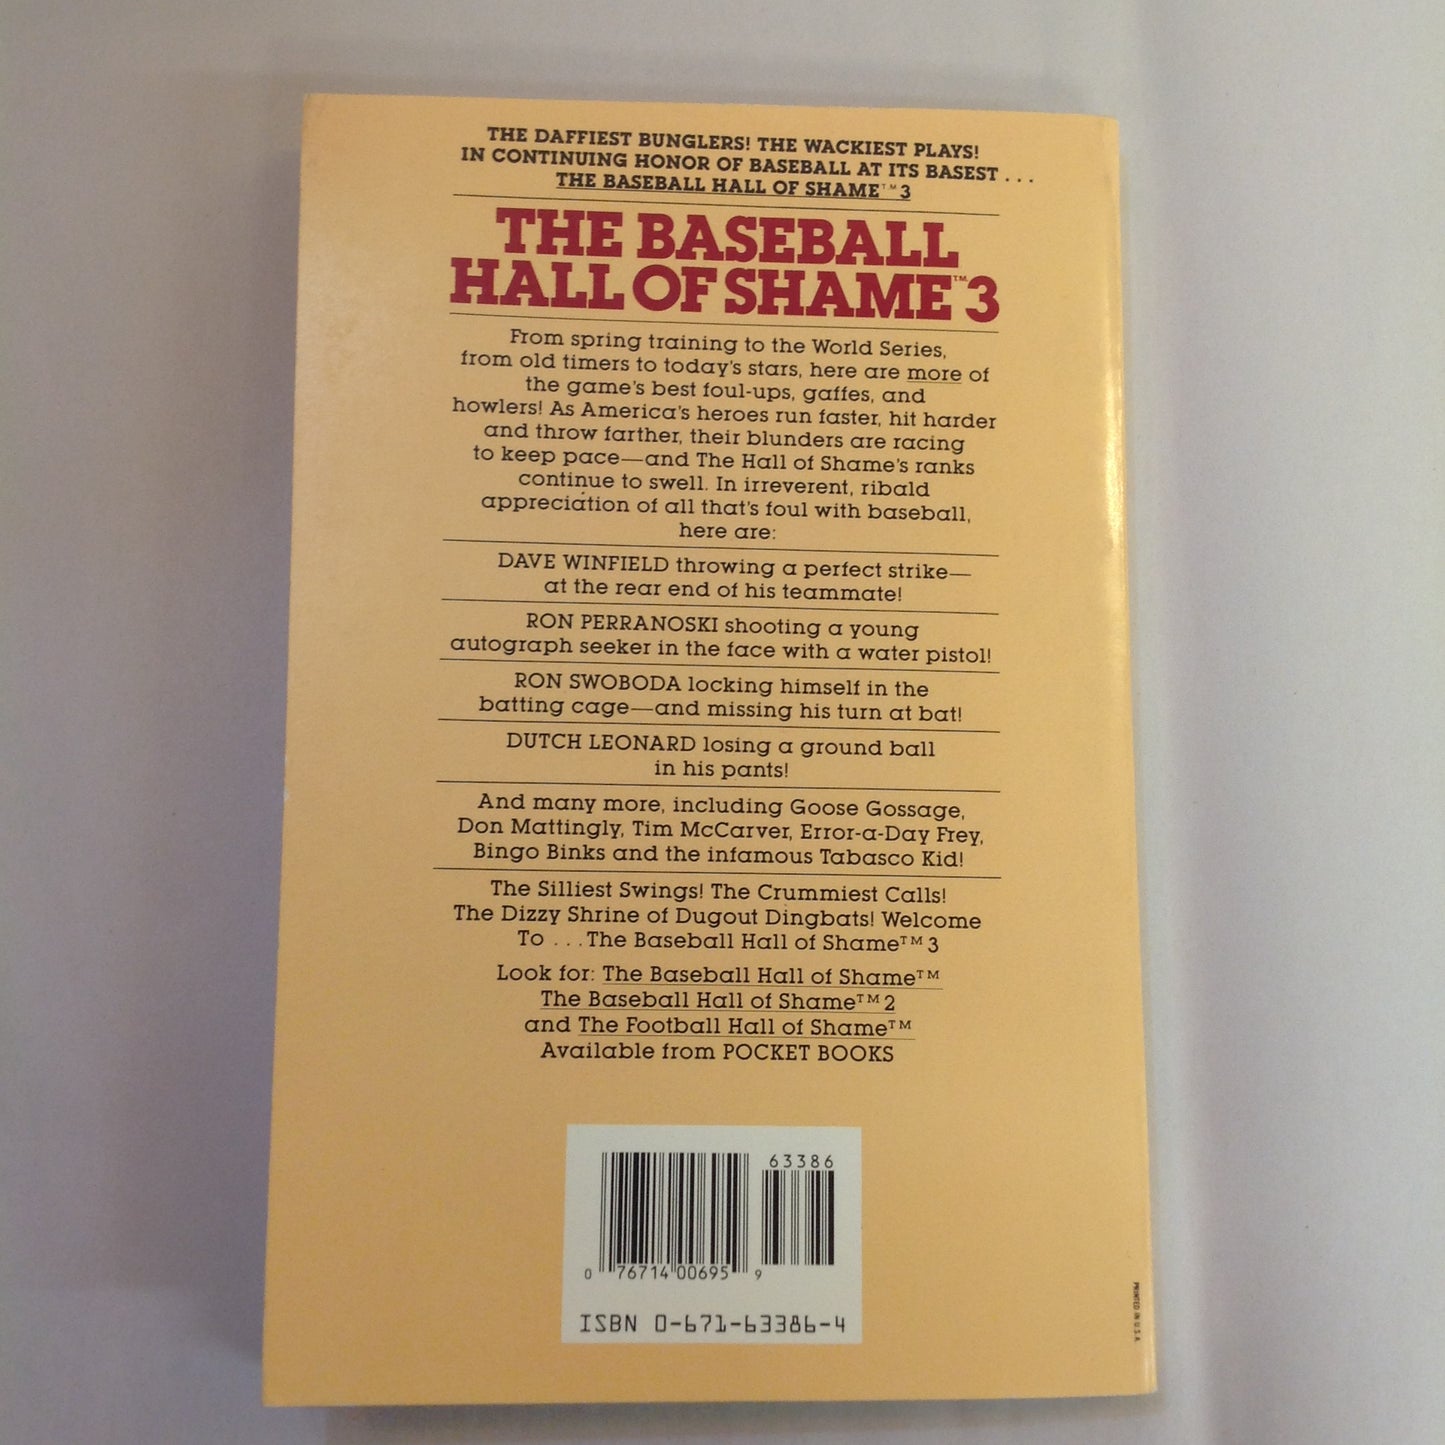 THE DAFFIEST BUNGLERS! THE WACKIEST PLAYS!
IN CONTINUING HONOR OF BASEBALL AT ITS BASEST . . .
THE BASEBALL HALL OF SHAME™3
THE BASEBALL
HALL OF SHAME™3
From spring training to the World Series,
from old timers to today's stars, here are more of
the game's best foul-ups, gaffes, and
howlers! As America's heroes run faster, hit harder
and throw farther, their blunders are racing
to keep pace—and The Hall of Shame's ranks
continue to swell. In irreverent, ribald
appreciation of all that's foul with baseball,
here are:
DAVE WINFIELD throwing a perfect strike—
at the rear end of his teammate!
RON PERRANOSKI shooting a young
autograph seeker in the face with a water pistol!
RON SWOBODA locking himself in the
batting cage—and missing his turn at bat!
DUTCH LEONARD losing a ground ball
in his pants!
And many more, including Goose Gossage,
Don Mattingly, Tim McCarver, Error-a-Day Frey,
Bingo Binks and the infamous Tabasco Kid!
The Silliest Swings! The Crummiest Calls!
The Dizzy Shrine of Dugout Dingbats! Welcome
To . . . The Baseball Hall of Shame™ 3
Look for: The Baseball Hall of Shame™
The Baseball Hall of Shame™ 2
and The Football Hall of Shame™
Available from POCKET BOOKS
63386
0 76714 00695 9
ISBN 0-671-63386-4
PRINTED IN U.S.A.